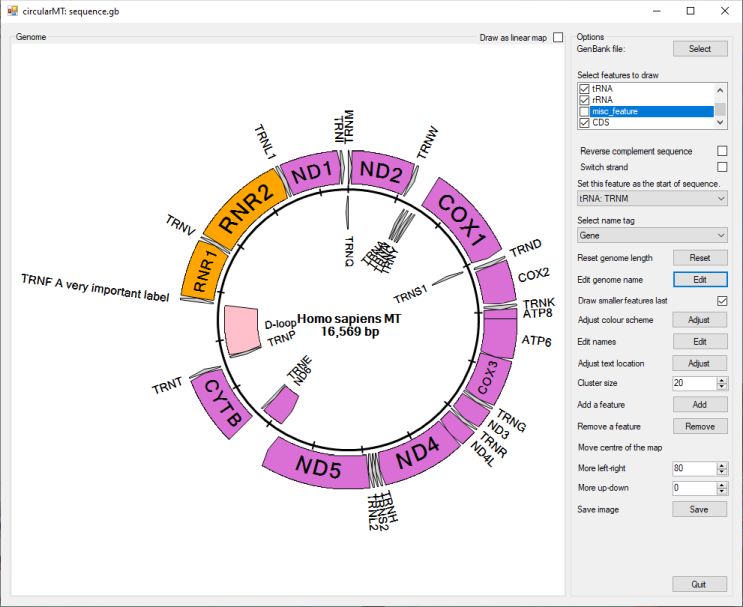 circularMT: sequence.gb
Genome
Draw as linear map
Options
GenBank file:
Select
Select features to draw
tRNA
rRNA
misc_feature
CDS
Reverse complement sequence
Switch strand
Set this feature as the start of sequence.
tRNA: TRNM
Select name tag
Gene
Reset genome length
Reset
Edit genome name
Edit
Draw smaller features last
Adjust colour scheme
Adjust
Edit names
Edit
Adjust text location
Adjust
Cluster size
20
Add a feature
Add
Remove a feature
Remove
Move centre of the map
More left-right
80
More up-down
0
Save image
Save
Quit
TRNM
ND2
TRNW
COX1
TRND
COX2
TRNK
ATP8
ATP6
COX3
TRNG
ND3
TRNR
ND4L
ND4
TRNH
TRNS2
TRNL2
ND5
CYTB
TRNT
TRNF A very important label
RNR1
TRNV
RNR2
TRNL1
ND1
TRNI
TRNQ
TRNS1
Homo sapiens MT
16,569 bp
D-loop
TRNP
TRNE
ND6